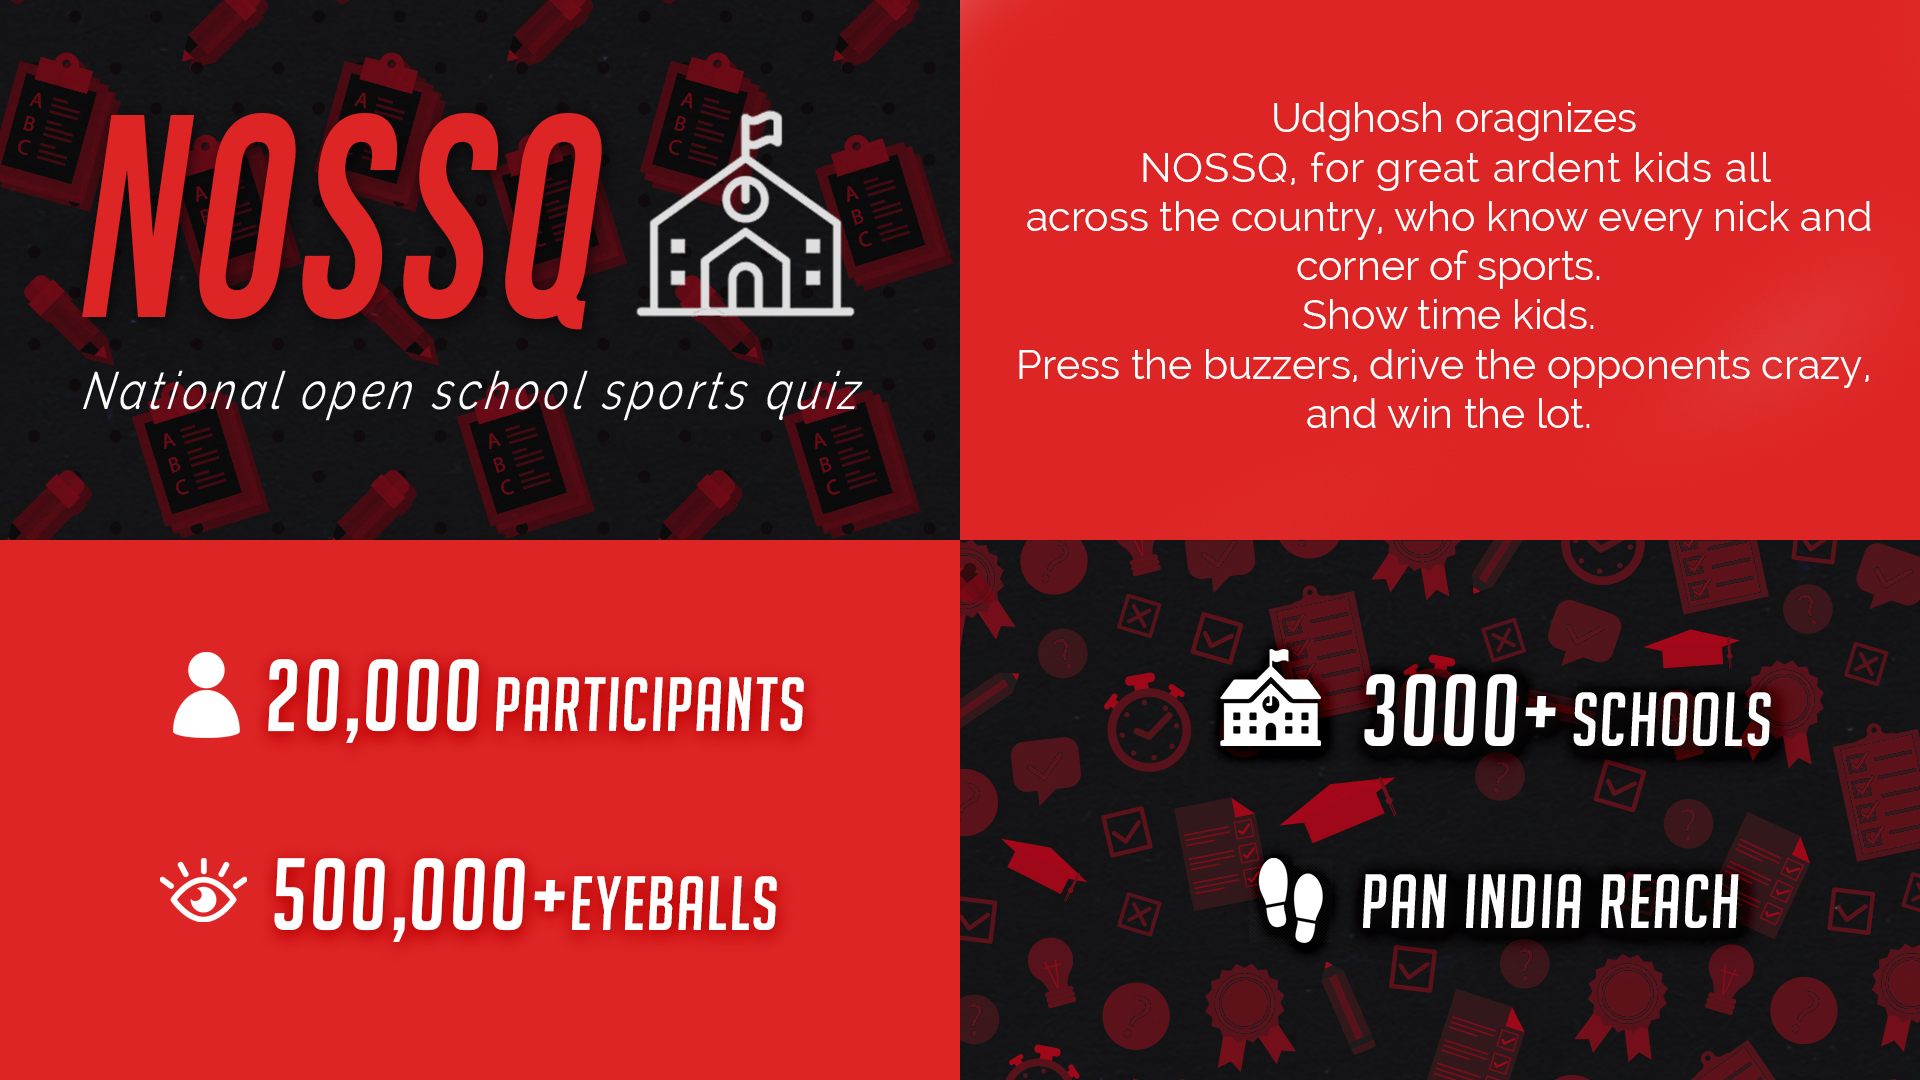 NOSSQ
National open school sports quiz
Udghosh oragnizes
NOSSQ, for great ardent kids all
across the country, who know every nick and
corner of sports.
Show time kids.
Press the buzzers, drive the opponents crazy,
and win the lot.
20,000 PARTICIPANTS
500,000+EYEBALLS
3000+ SCHOOLS
PAN INDIA REACH